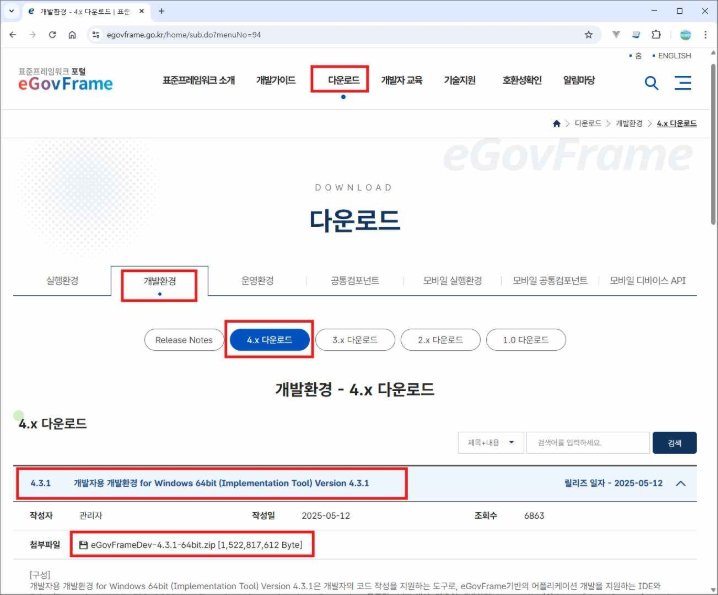 개발환경 - 4.x 다운로드 | 표준
egovframe.go.kr/home/sub.do?menuNo=94
홈 ENGLISH
표준프레임워크 포털
eGovFrame
표준프레임워크 소개 개발가이드 다운로드 개발자 교육 기술지원 호환성확인 알림마당
다운로드 개발환경 4.x 다운로드
eGovFrame
DOWNLOAD
다운로드
실행환경 개발환경 운영환경 공통컴포넌트 모바일 실행환경 모바일 공통컴포넌트 모바일 디바이스 API
Release Notes 4.x 다운로드 3.x 다운로드 2.x 다운로드 1.0 다운로드
개발환경 - 4.x 다운로드
4.x 다운로드
제목+내용 검색어를 입력하세요. 검색
4.3.1 개발자용 개발환경 for Windows 64bit (Implementation Tool) Version 4.3.1 릴리즈 일자 - 2025-05-12
작성자 관리자 작성일 2025-05-12 조회수 6863
첨부파일 eGovFrameDev-4.3.1-64bit.zip [1,522,817,612 Byte]
[구성]
개발자용 개발환경 for Windows 64bit (Implementation Tool) Version 4.3.1은 개발자의 코드 작성을 지원하는 도구로, eGovFrame기반의 어플리케이션 개발을 지원하는 IDE와